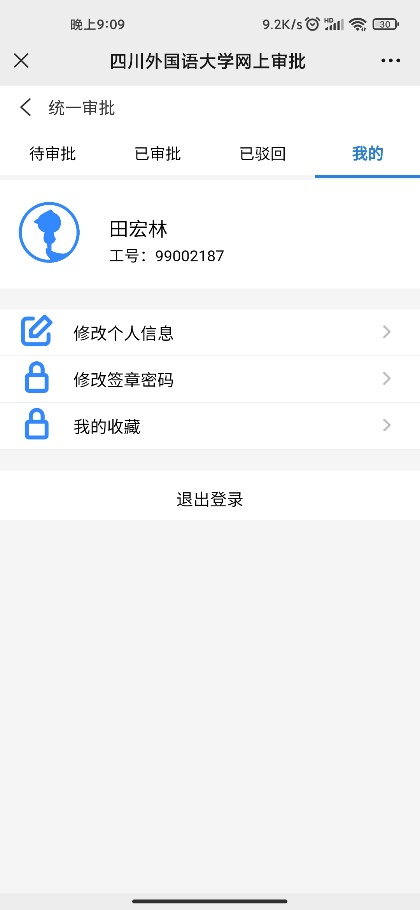 晚上9:09 9.2K/s HD 30
四川外国语大学网上审批
统一审批
待审批 已审批 已驳回 我的
田宏林
工号：99002187
修改个人信息
修改签章密码
我的收藏
退出登录